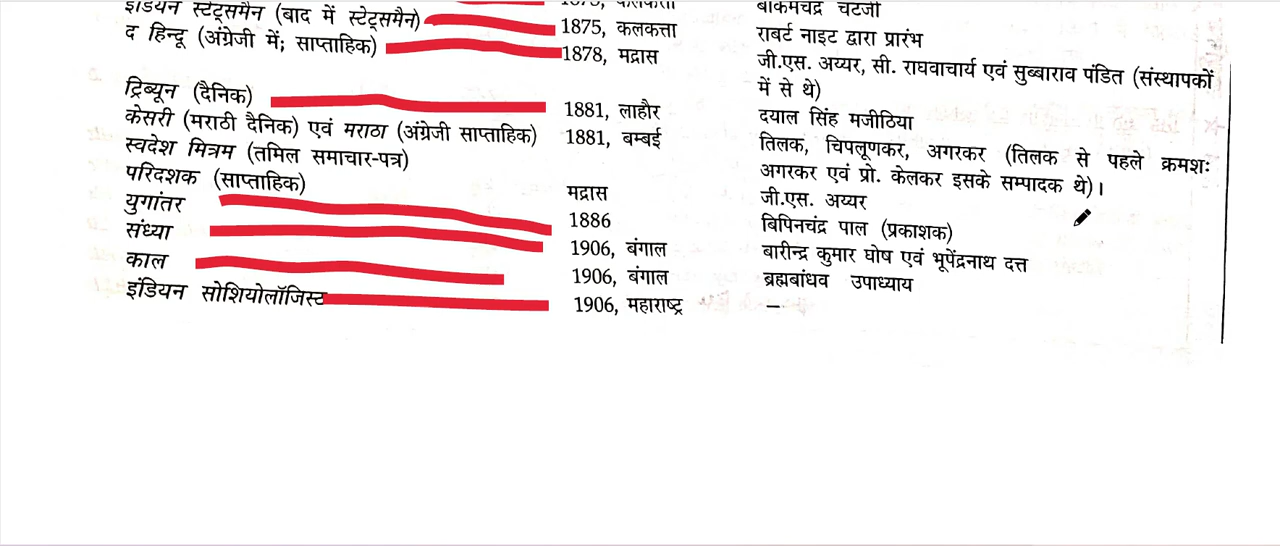 इंडियन स्टेट्समैन (बाद में स्टेट्समैन) 1875, कलकत्ता राबर्ट नाइट द्वारा प्रारंभ
द हिन्दू (अंग्रेजी में; साप्ताहिक) 1878, मद्रास जी.एस. अय्यर, सी. राघवाचार्य एवं सुब्बाराव पंडित (संस्थापकों
में से थे)
ट्रिब्यून (दैनिक) 1881, लाहौर दयाल सिंह मजीठिया
केसरी (मराठी दैनिक) एवं मराठा (अंग्रेजी साप्ताहिक) 1881, बम्बई तिलक, चिपलूणकर, अगरकर (तिलक से पहले क्रमशः
अगरकर एवं प्रो. केलकर इसके सम्पादक थे)।
स्वदेश मित्रम (तमिल समाचार-पत्र) मद्रास जी.एस. अय्यर
परिदशक (साप्ताहिक) 1886 बिपिनचंद्र पाल (प्रकाशक)
युगांतर 1906, बंगाल बारीन्द्र कुमार घोष एवं भूपेंद्रनाथ दत्त
संध्या 1906, बंगाल ब्रह्मबांधव उपाध्याय
काल 1906, महाराष्ट्र –
इंडियन सोशियोलॉजिस्ट